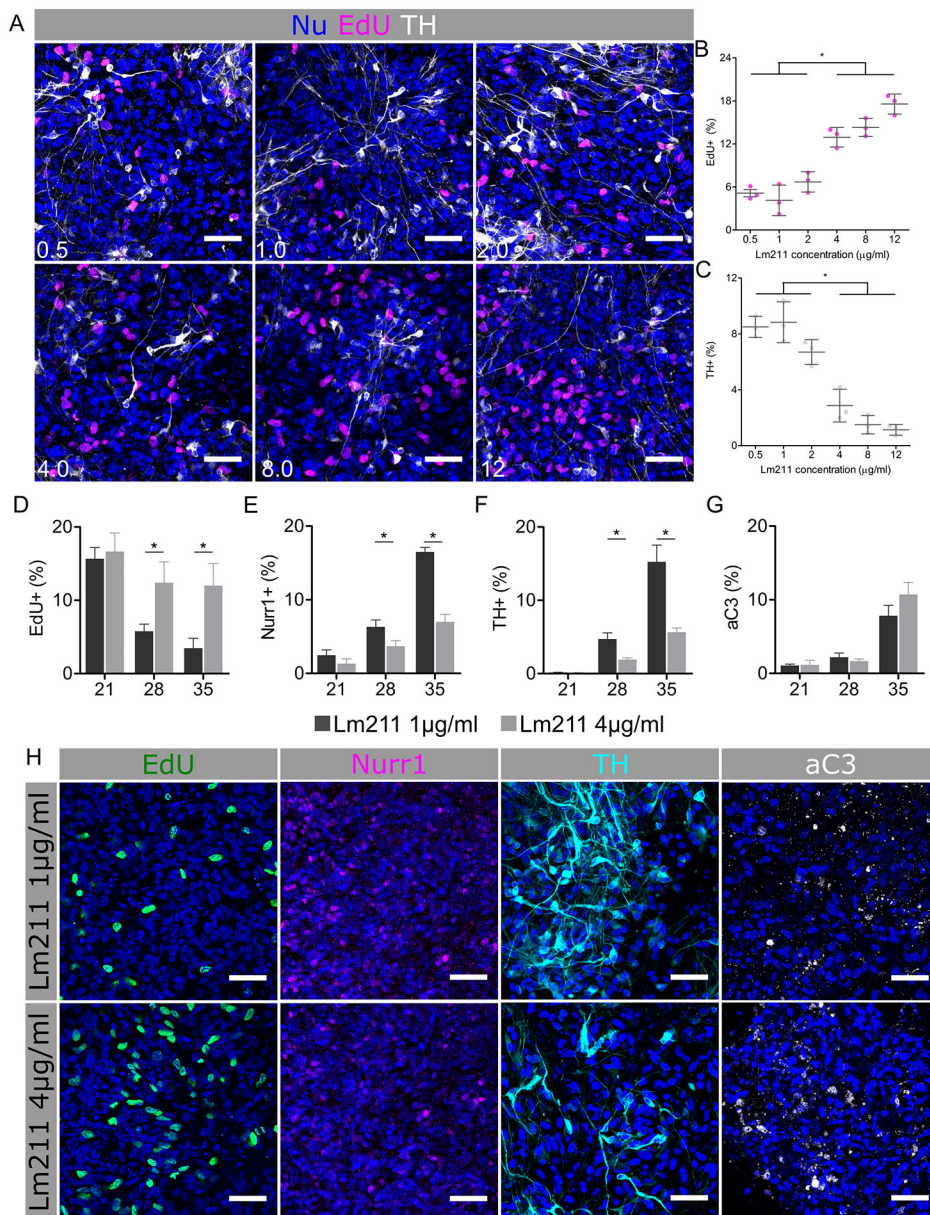 A
Nu EdU TH
0.5
1.0
2.0
4.0
8.0
12
B
*
24
18
12
6
0
EdU+ (%)
0.5 1 2 4 8 12
Lm211 concentration (µg/ml)
C
*
12
8
4
0
TH+ (%)
0.5 1 2 4 8 12
Lm211 concentration (µg/ml)
D
20
10
0
EdU+ (%)
* *
21 28 35
E
20
10
0
Nurr1+ (%)
* *
21 28 35
F
20
10
0
TH+ (%)
* *
21 28 35
G
20
10
0
aC3 (%)
21 28 35
Lm211 1µg/ml Lm211 4µg/ml
H
EdU Nurr1 TH aC3
Lm211 1µg/ml
Lm211 4µg/ml